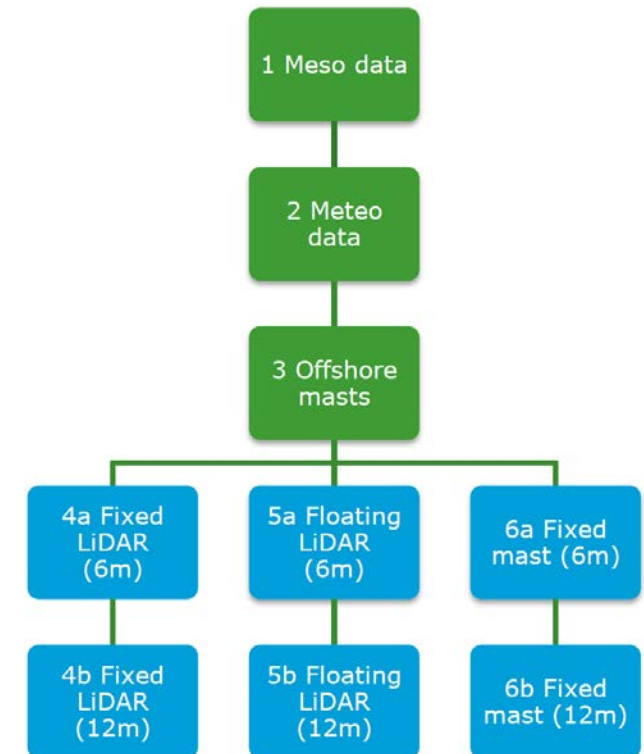 1 Meso data
2 Meteo
data
3 Offshore
masts
4a Fixed
LiDAR
(6m)
5a Floating
LiDAR
(6m)
6a Fixed
mast (6m)
4b Fixed
LiDAR
(12m)
5b Floating
LiDAR
(12m)
6b Fixed
mast (12m)